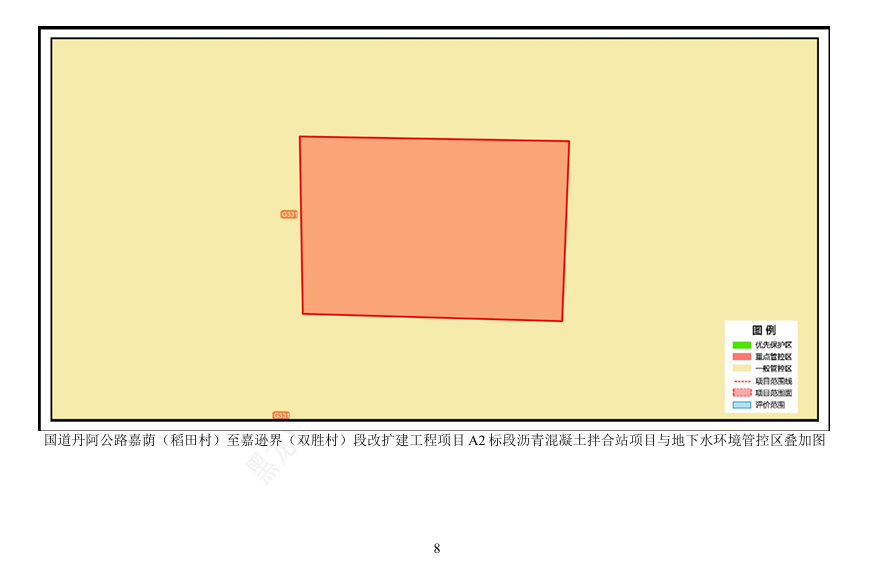 G331
G331
图 例
优先保护区
重点管控区
一般管控区
项目范围线
项目范围面
评价范围
国道丹阿公路嘉荫（稻田村）至嘉逊界（双胜村）段改扩建工程项目 A2 标段沥青混凝土拌合站项目与地下水环境管控区叠加图
黑龙
8